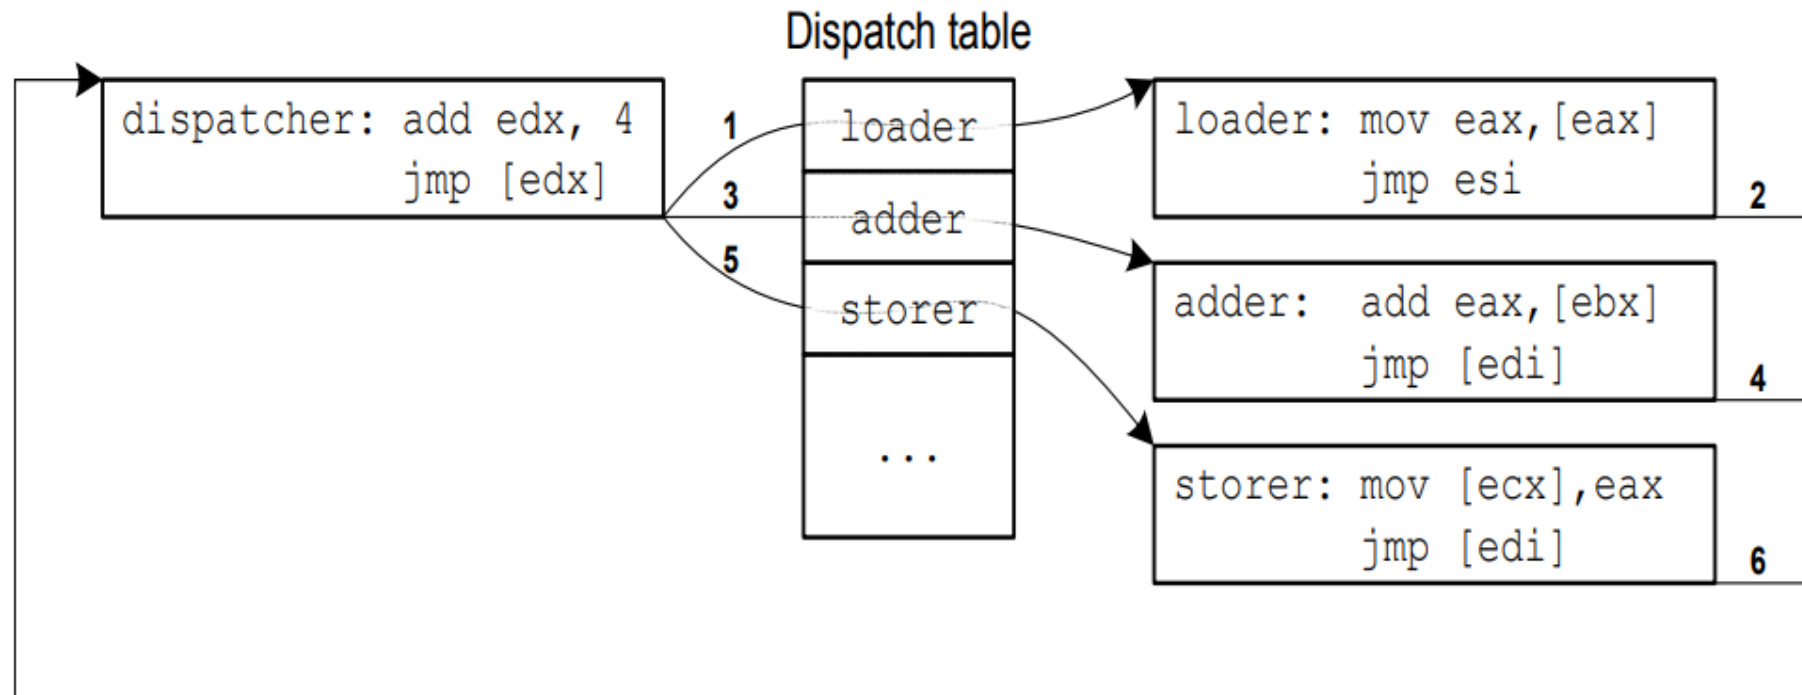 Dispatch table
dispatcher: add edx, 4
jmp [edx]
1
3
5
loader
adder
storer
...
loader: mov eax,[eax]
jmp esi
2
adder: add eax,[ebx]
jmp [edi]
4
storer: mov [ecx],eax
jmp [edi]
6